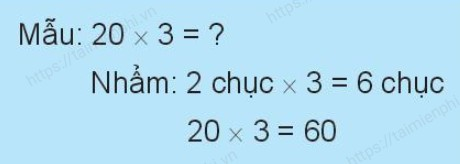 Mẫu: 20 × 3 = ?
Nhẩm: 2 chục × 3 = 6 chục
20 × 3 = 60